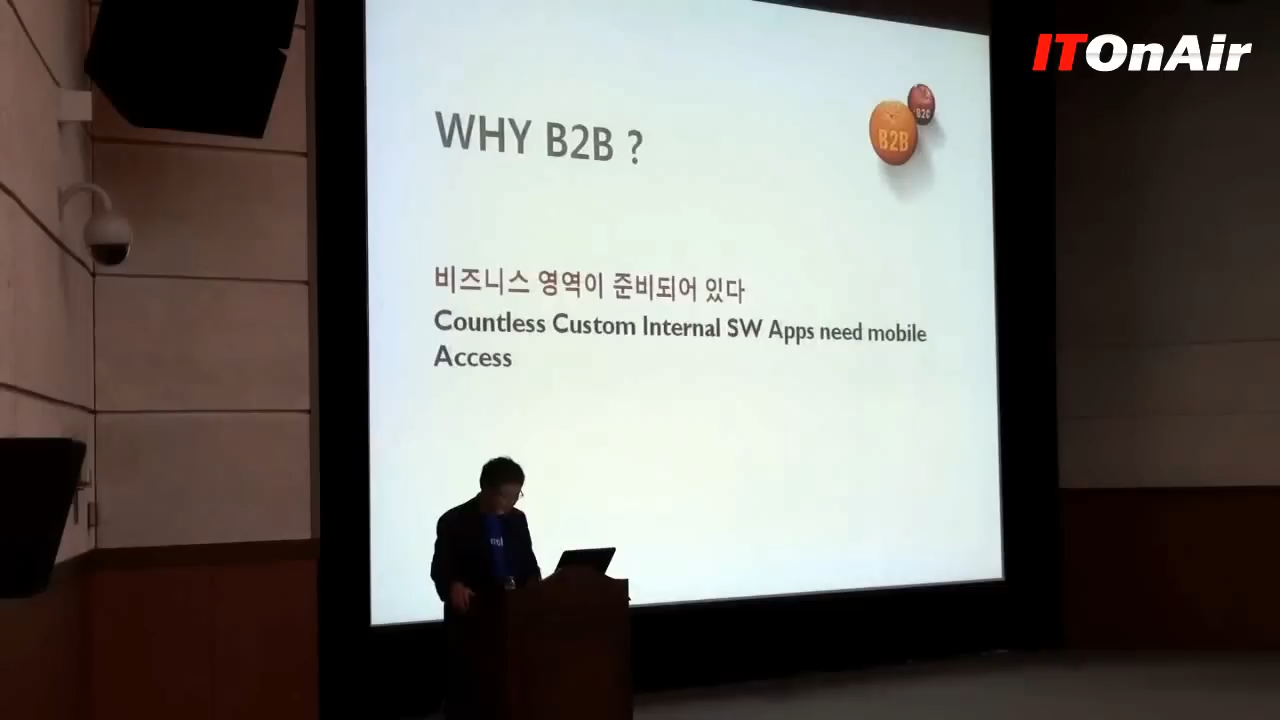 ITOnAir
WHY B2B ?
B2B
B2C
비즈니스 영역이 준비되어 있다
Countless Custom Internal SW Apps need mobile
Access